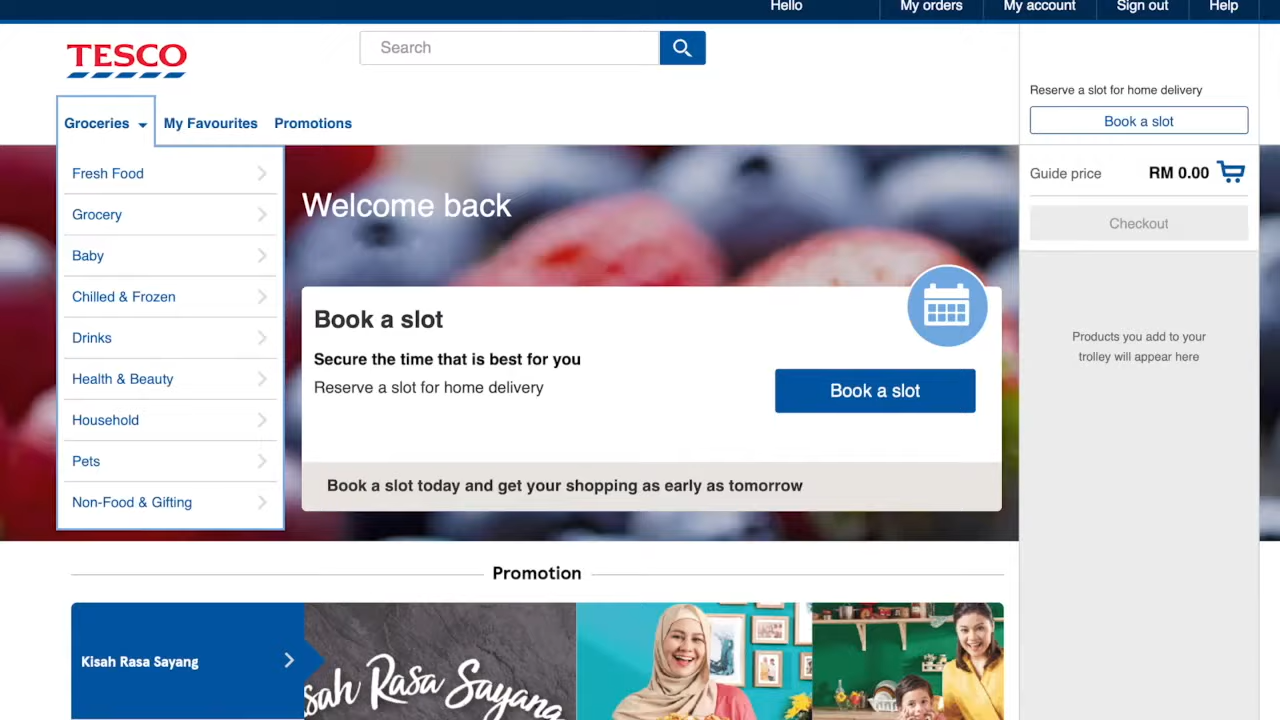 Hello
My orders
My account
Sign out
Help
TESCO
Search
Reserve a slot for home delivery
Book a slot
Groceries
My Favourites
Promotions
Guide price
RM 0.00
Checkout
Fresh Food
Grocery
Baby
Chilled & Frozen
Drinks
Health & Beauty
Household
Pets
Non-Food & Gifting
Welcome back
Book a slot
Secure the time that is best for you
Reserve a slot for home delivery
Book a slot
Book a slot today and get your shopping as early as tomorrow
Products you add to your
trolley will appear here
Promotion
Kisah Rasa Sayang
Rasa Sayang